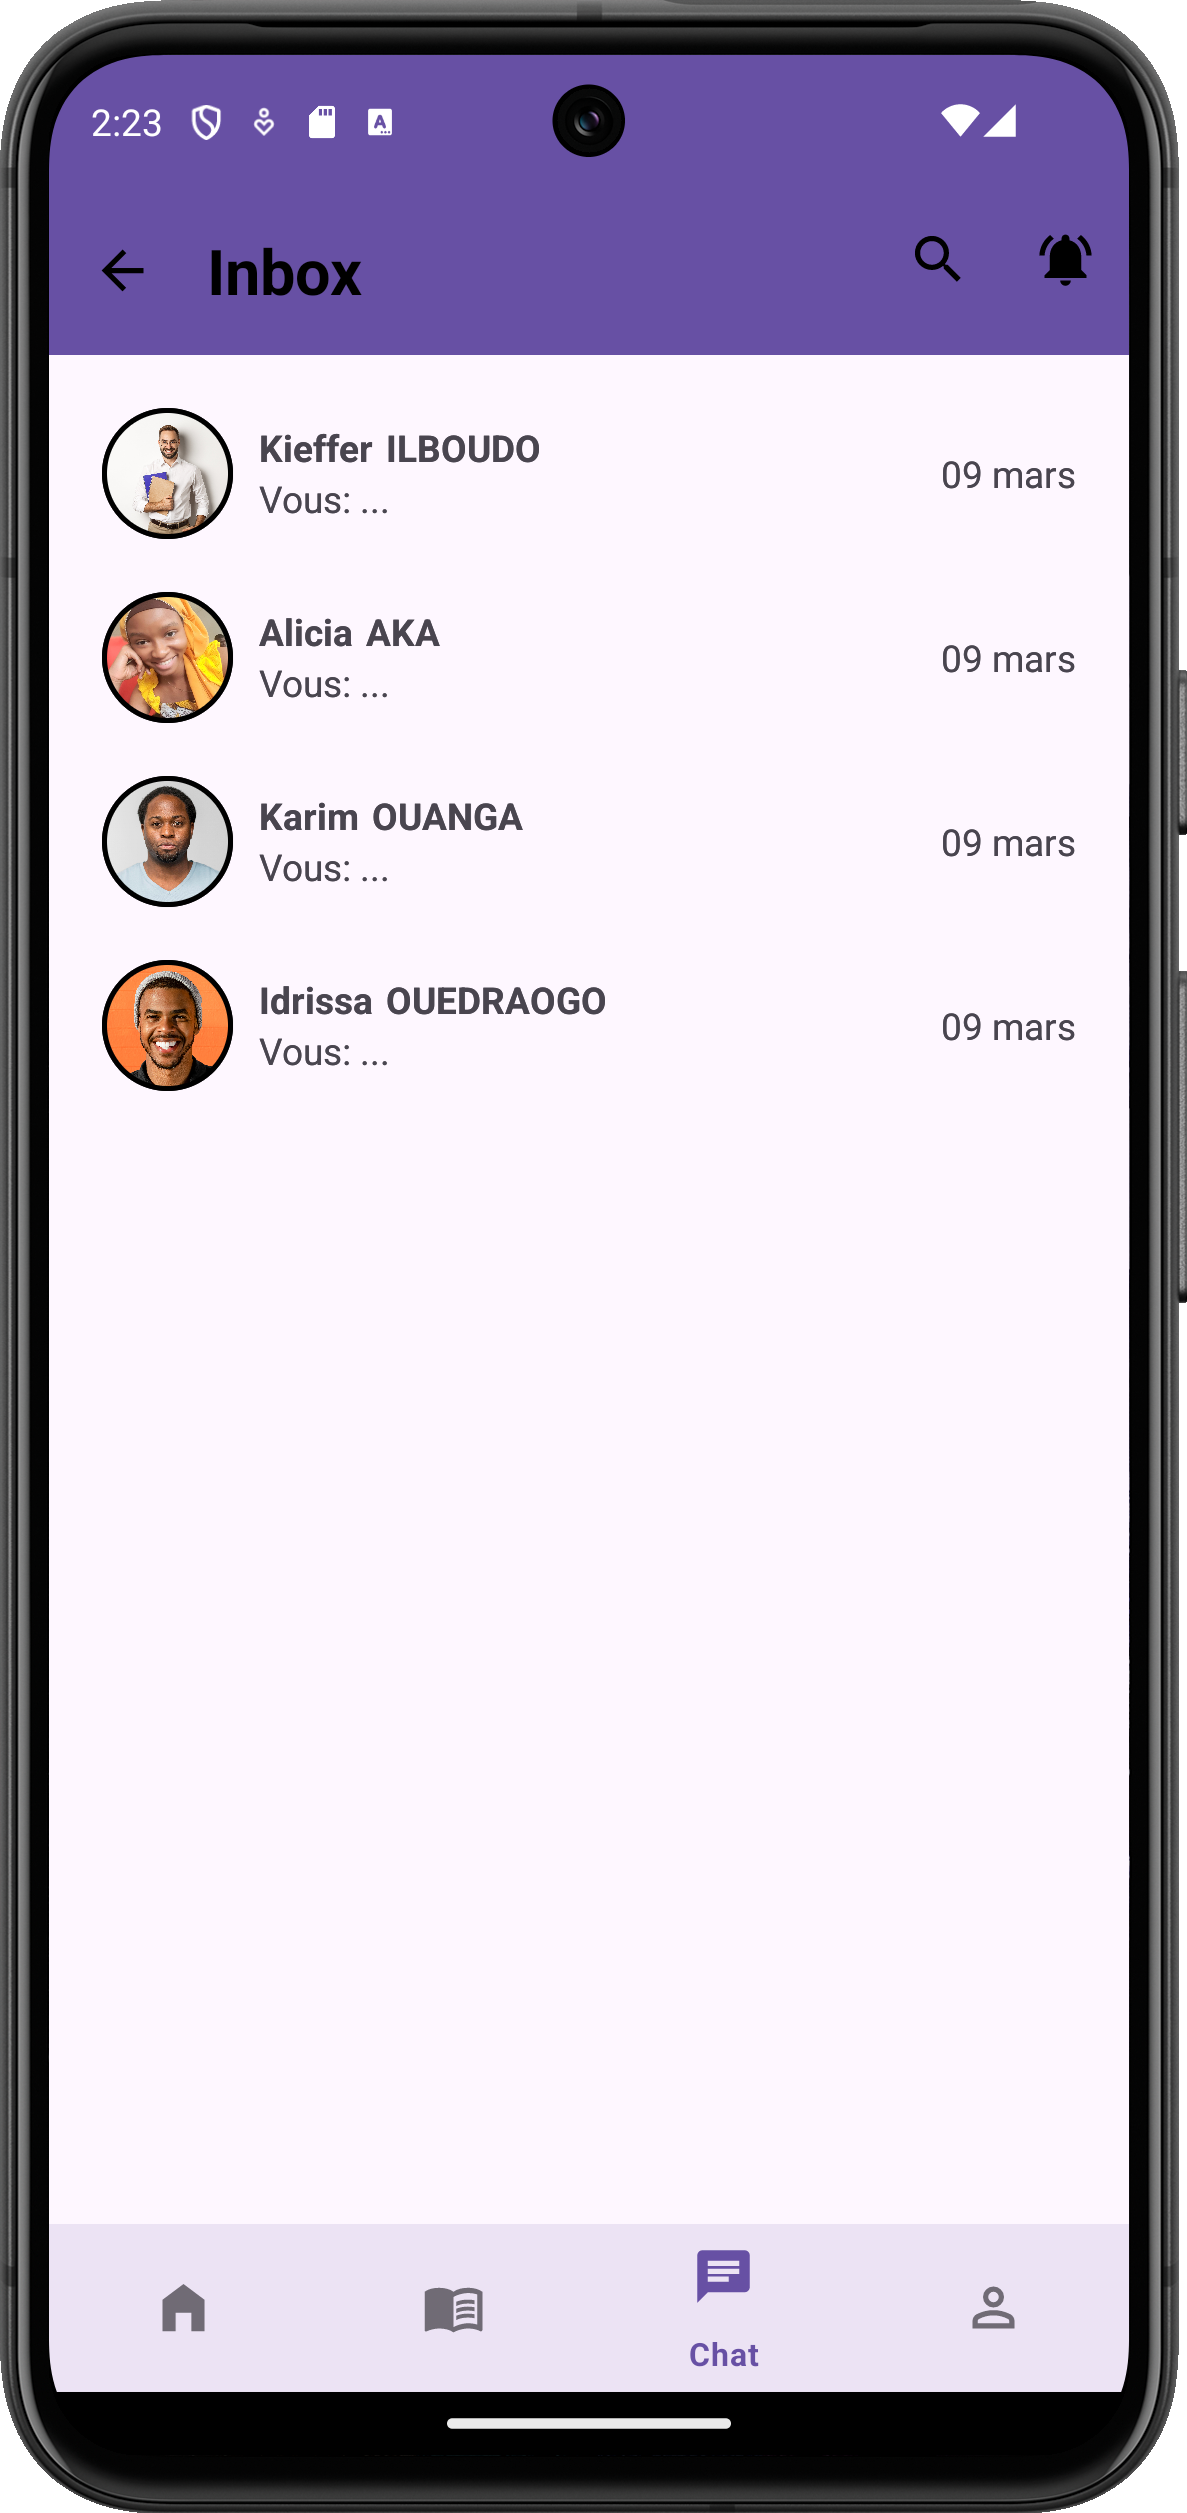 2:23
Inbox
Kieffer ILBOUDO
Vous: ...
09 mars
Alicia AKA
Vous: ...
09 mars
Karim OUANGA
Vous: ...
09 mars
Idrissa OUEDRAOGO
Vous: ...
09 mars
Chat